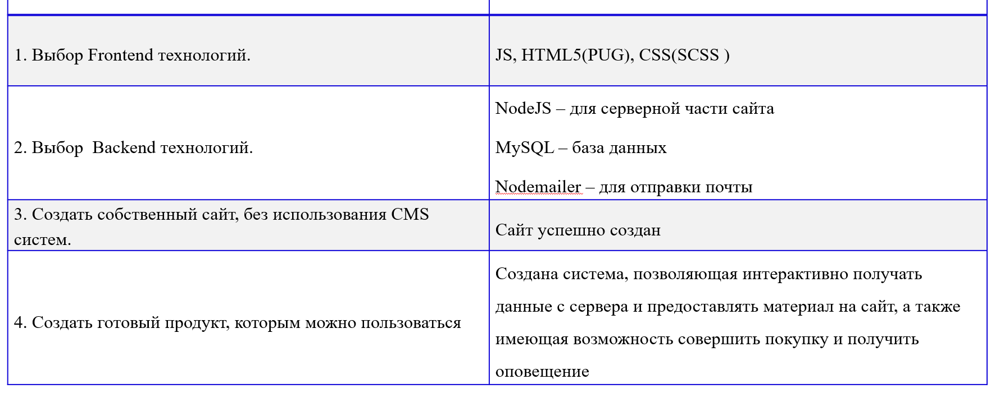 1. Выбор Frontend технологий.
JS, HTML5(PUG), CSS(SCSS )
2. Выбор  Backend технологий.
NodeJS – для серверной части сайта
MySQL – база данных
Nodemailer – для отправки почты
3. Создать собственный сайт, без использования CMS
систем.
Сайт успешно создан
4. Создать готовый продукт, которым можно пользоваться
Создана система, позволяющая интерактивно получать
данные с сервера и предоставлять материал на сайт, а также
имеющая возможность совершить покупку и получить
оповещение